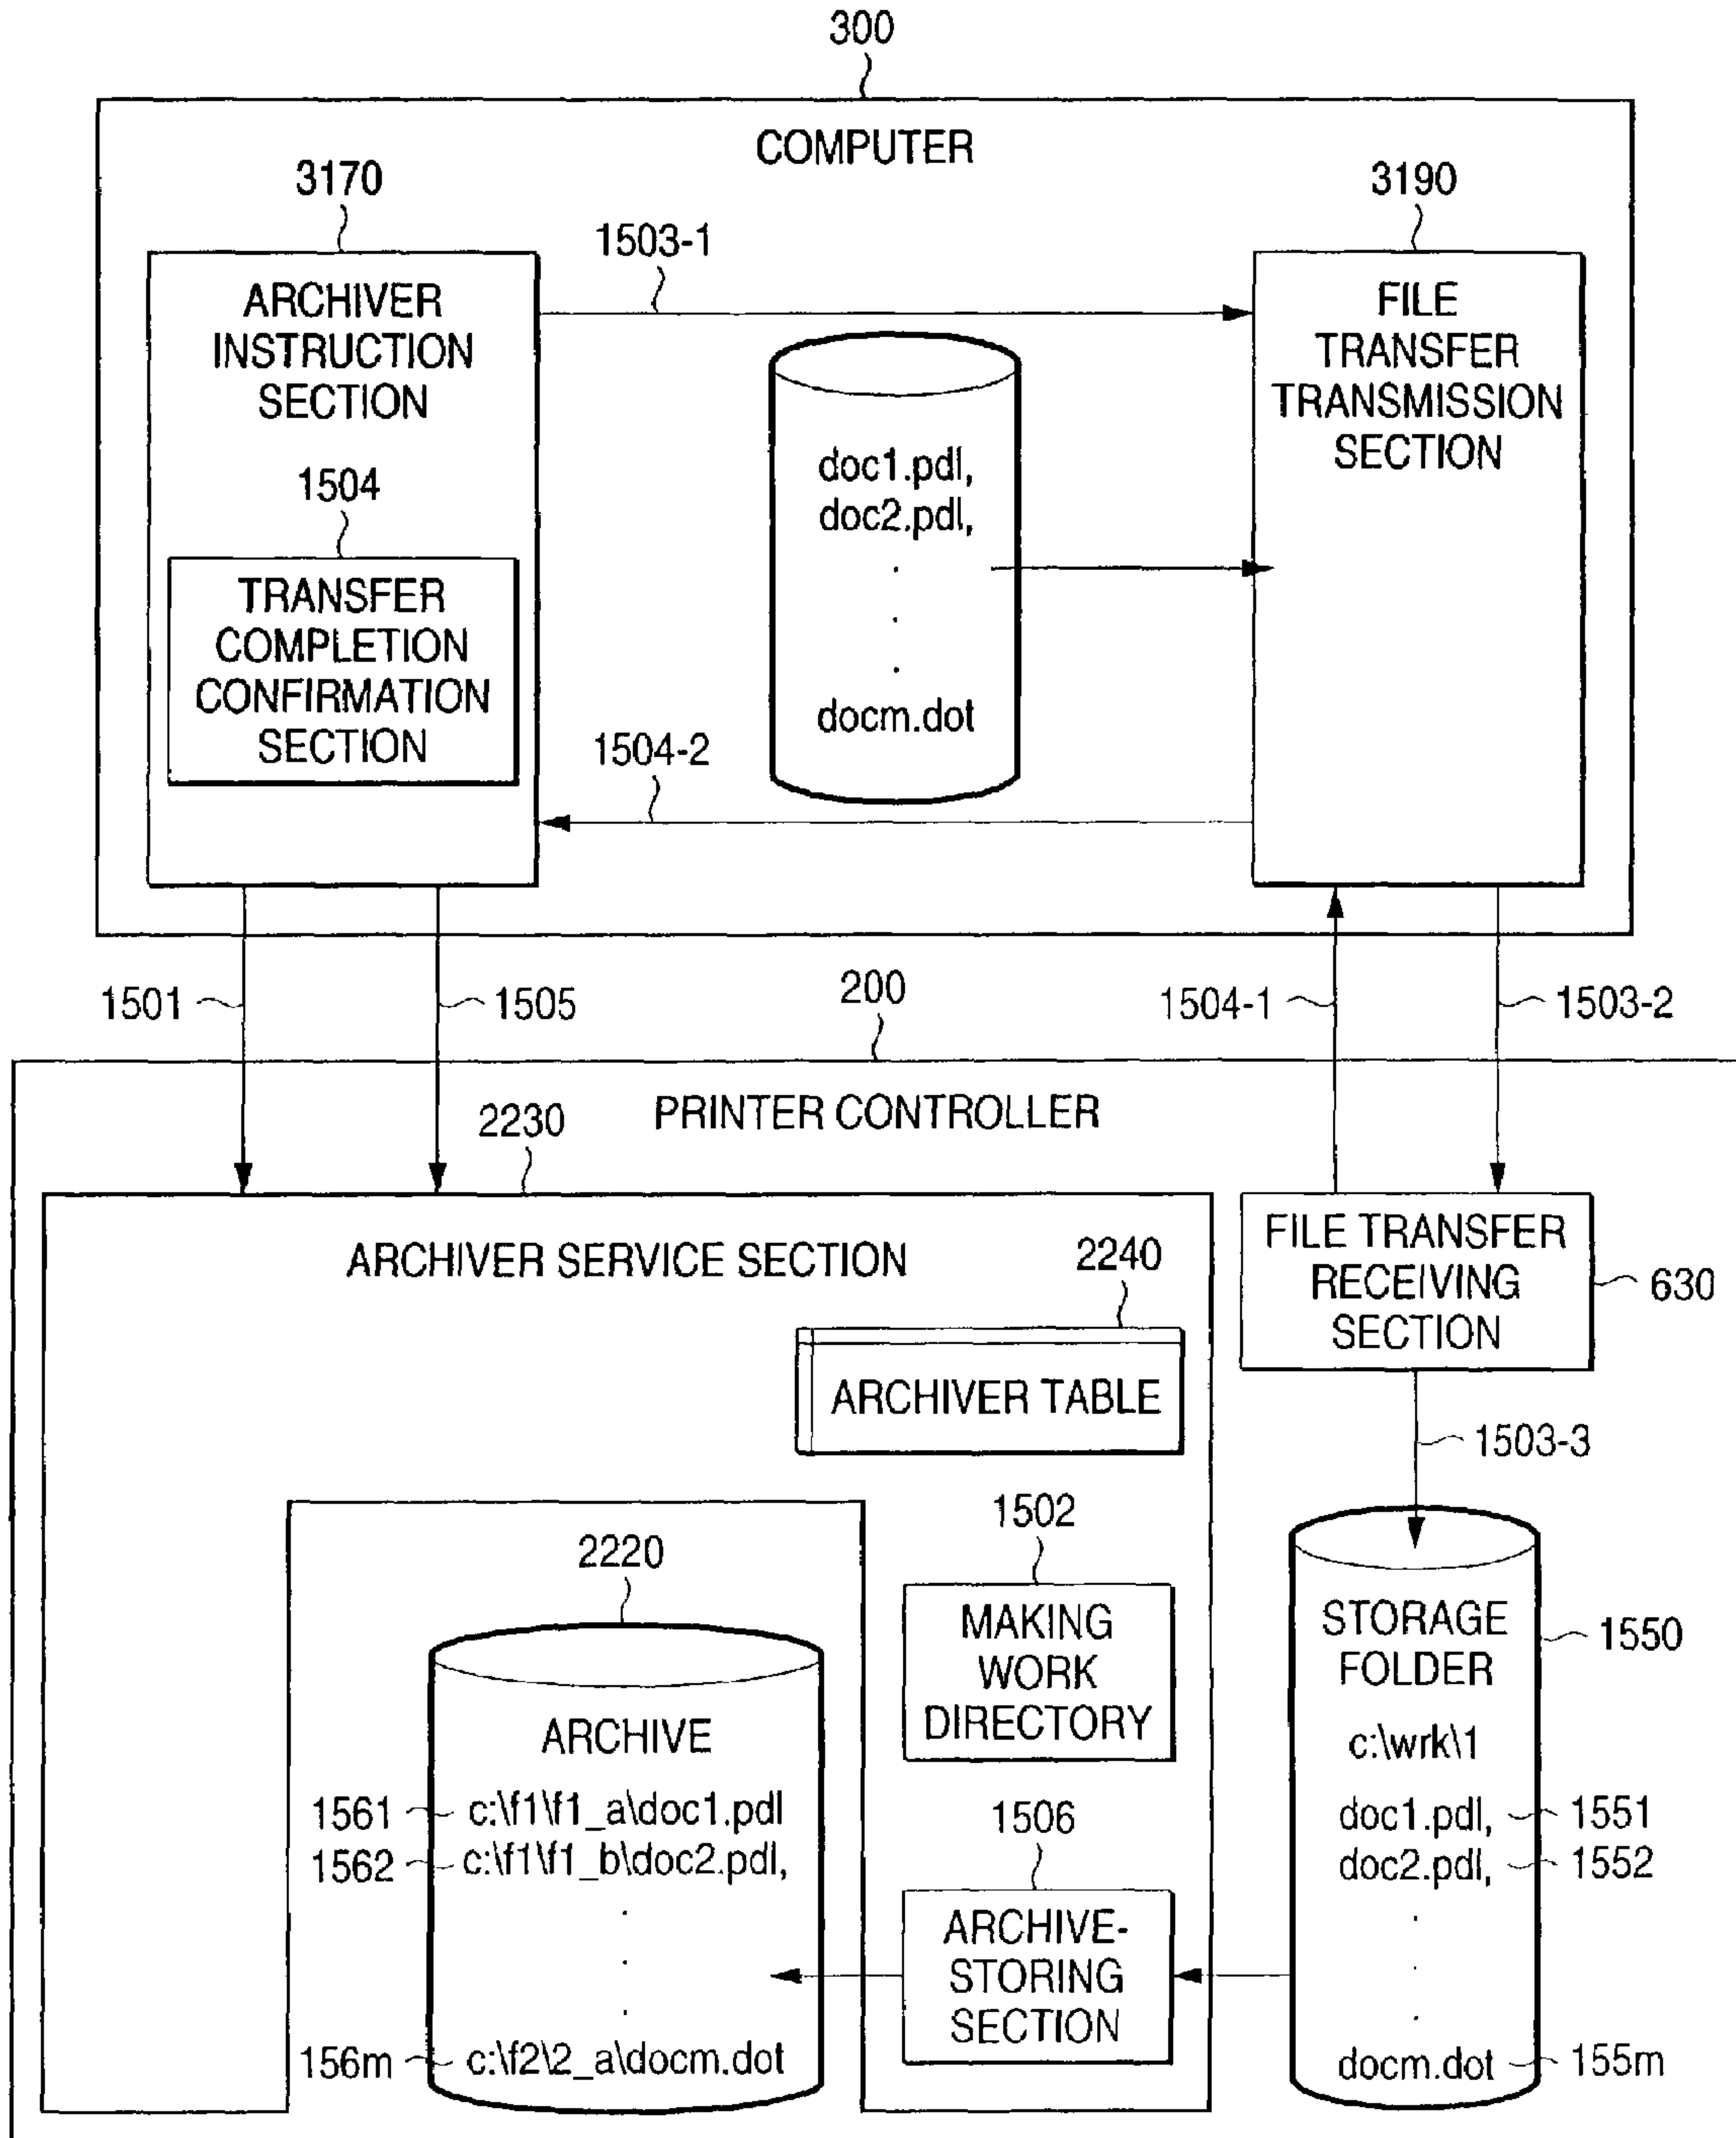 300
COMPUTER
3170
3190
1503-1
ARCHIVER
INSTRUCTION
SECTION
FILE
TRANSFER
TRANSMISSION
SECTION
doc1.pdl,
doc2.pdl,
.
.
.
docm.dot
1504
TRANSFER
COMPLETION
CONFIRMATION
SECTION
1504-2
1501
1505
200
1504-1
1503-2
PRINTER CONTROLLER
2230
ARCHIVER SERVICE SECTION
2240
ARCHIVER TABLE
FILE TRANSFER
RECEIVING
SECTION
630
1503-3
1502
MAKING
WORK
DIRECTORY
2220
ARCHIVE
1561 c:\f1\f1_a\doc1.pdl
1562 c:\f1\f1_b\doc2.pdl,
.
.
.
156m c:\f2\2_a\docm.dot
1506
ARCHIVE-
STORING
SECTION
STORAGE
FOLDER
1550
c:\wrk\1
doc1.pdl, 1551
doc2.pdl, 1552
.
.
.
docm.dot 155m